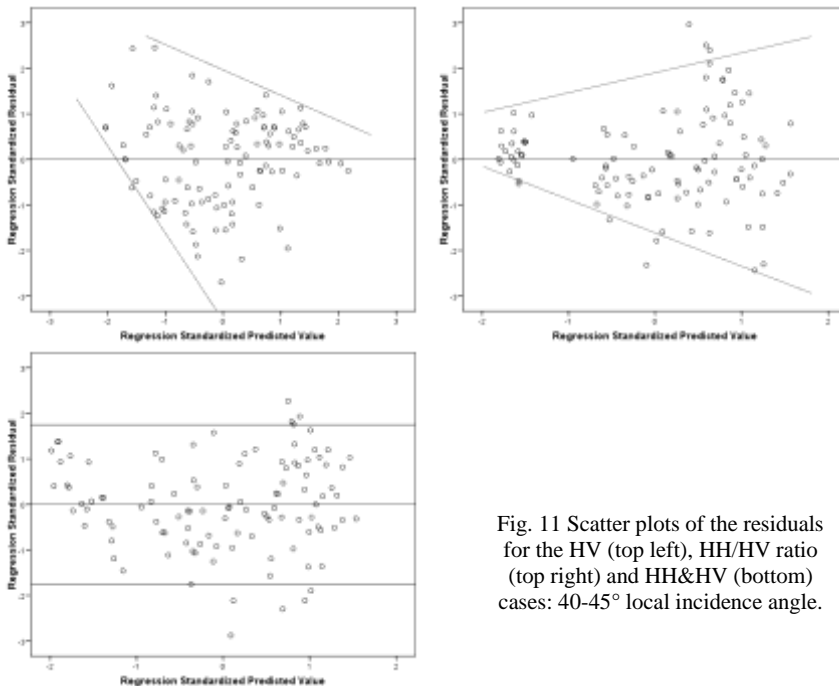 3
2
1
0
-1
-2
-3
Regression Standardized Residual
-3 -2 -1 0 1 2 3
Regression Standardized Predicted Value
3
2
1
0
-1
-2
-3
Regression Standardized Residual
-2 -1 0 1 2
Regression Standardized Predicted Value
3
2
1
0
-1
-2
-3
Regression Standardized Residual
-2 -1 0 1 2
Regression Standardized Predicted Value
Fig. 11 Scatter plots of the residuals
for the HV (top left), HH/HV ratio
(top right) and HH&HV (bottom)
cases: 40-45° local incidence angle.